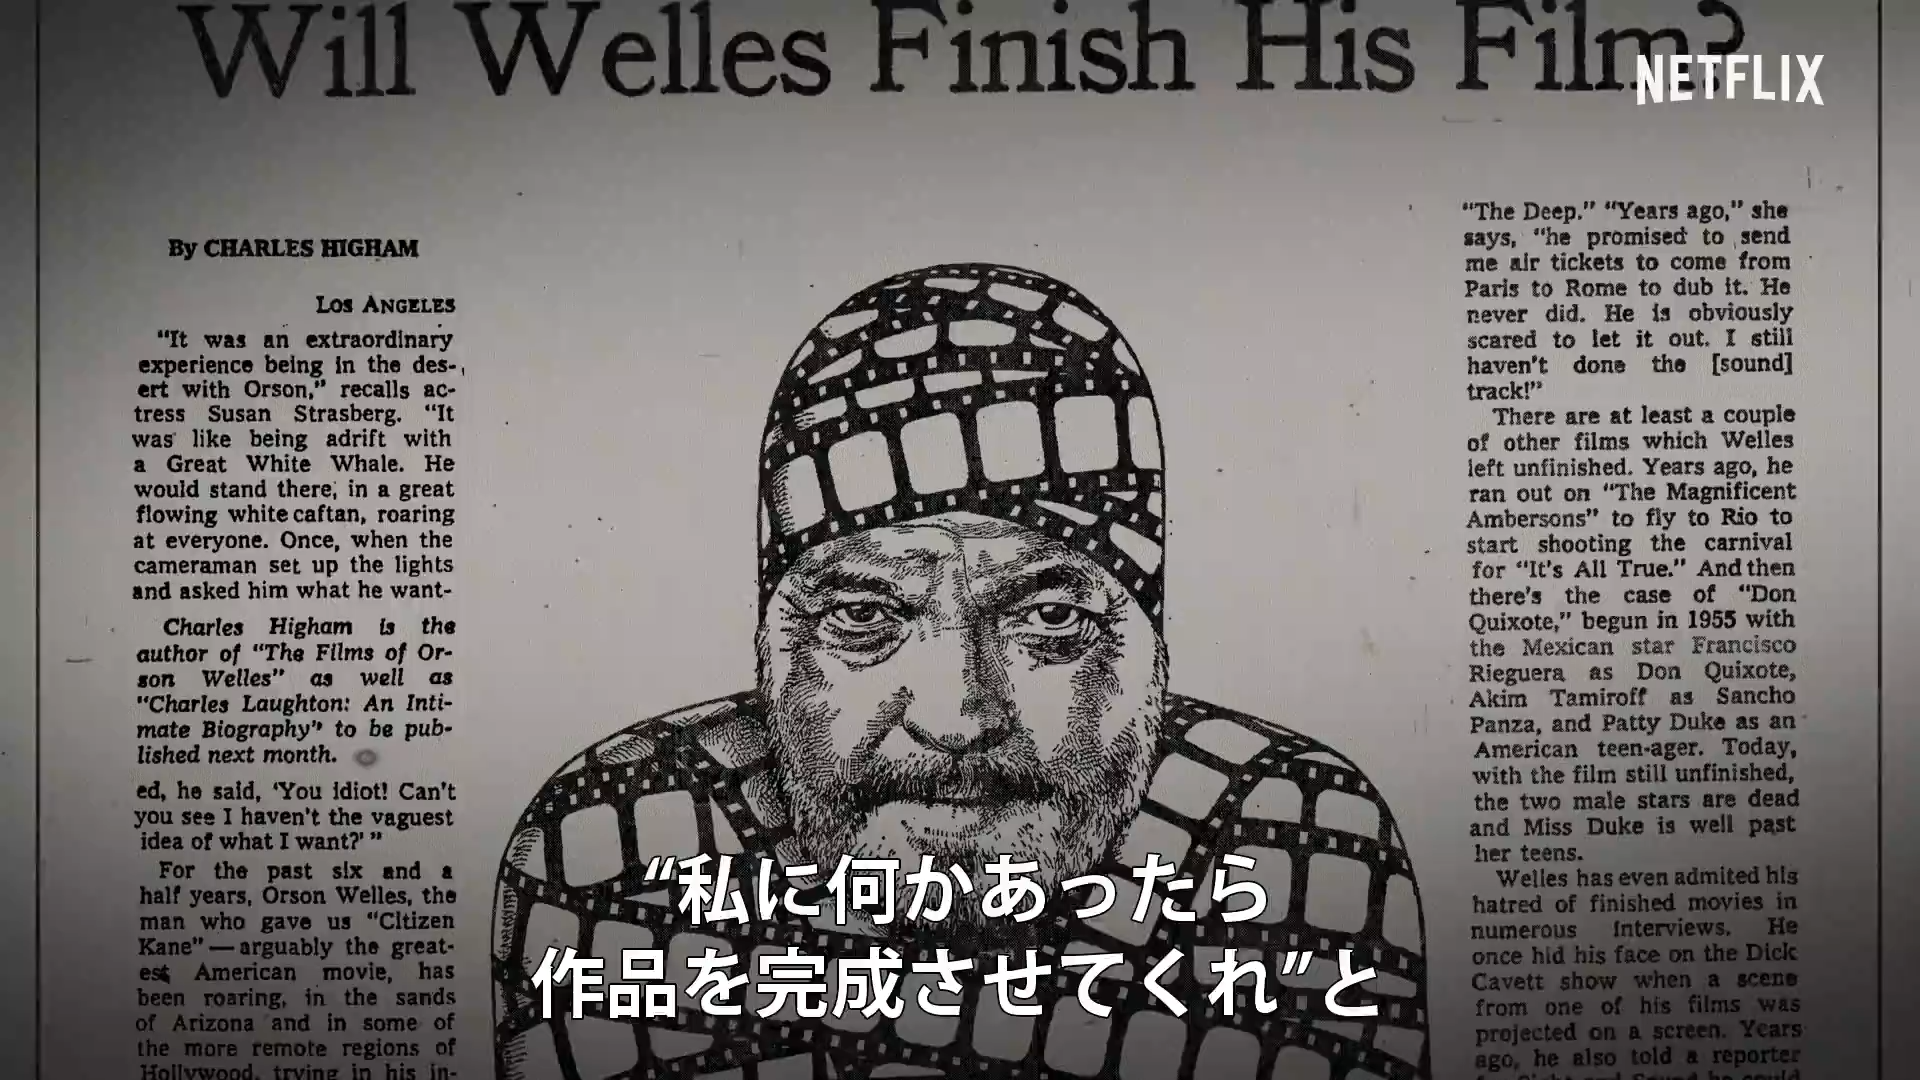 Will Welles Finish His Film?
NETFLIX
By CHARLES HIGHAM
LOS ANGELES
"It was an extraordinary
experience being in the des-
ert with Orson," recalls ac-
tress Susan Strasberg. "It
was like being adrift with
a Great White Whale. He
would stand there, in a great
flowing white caftan, roaring
at everyone. Once, when the
cameraman set up the lights
and asked him what he want-
Charles Higham is the
author of "The Films of Or-
son Welles" as well as
"Charles Laughton: An Inti-
mate Biography" to be pub-
lished next month.
ed, he said, 'You idiot! Can't
you see I haven't the vaguest
idea of what I want?'"
For the past six and a
half years, Orson Welles, the
man who gave us "Citizen
Kane" — arguably the great-
est American movie, has
been roaring, in the sands
of Arizona and in some of
the more remote regions of
Hollywood, trying in his in-
"The Deep." "Years ago," she
says, "he promised to send
me air tickets to come from
Paris to Rome to dub it. He
never did. He is obviously
scared to let it out. I still
haven't done the [sound]
track!"
There are at least a couple
of other films which Welles
left unfinished. Years ago, he
ran out on "The Magnificent
Ambersons" to fly to Rio to
start shooting the carnival
for "It's All True." And then
there's the case of "Don
Quixote," begun in 1955 with
the Mexican star Francisco
Rieguera as Don Quixote,
Akim Tamiroff as Sancho
Panza, and Patty Duke as an
American teen-ager. Today,
with the film still unfinished,
the two male stars are dead
and Miss Duke is well past
her teens.
Welles has even admitted his
hatred of finished movies in
numerous interviews. He
once hid his face on the Dick
Cavett show when a scene
from one of his films was
projected on a screen. Years
ago, he also told a reporter
“私に何かあったら
作品を完成させてくれ”と